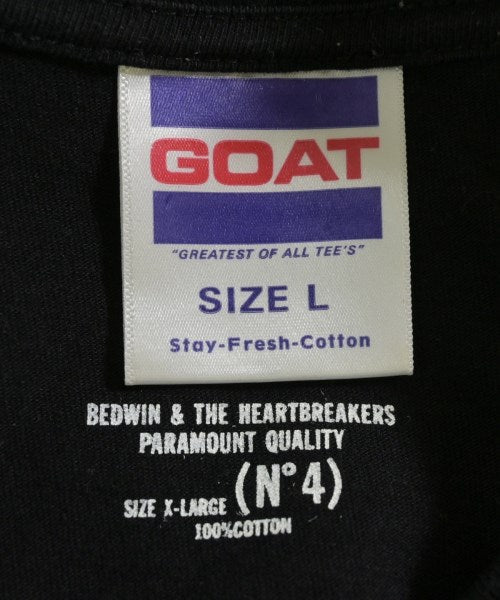 GOAT
"GREATEST OF ALL TEE'S"
SIZE L
Stay-Fresh-Cotton
BEDWIN & THE HEARTBREAKERS
PARAMOUNT QUALITY
SIZE X-LARGE (N°4)
100%COTTON